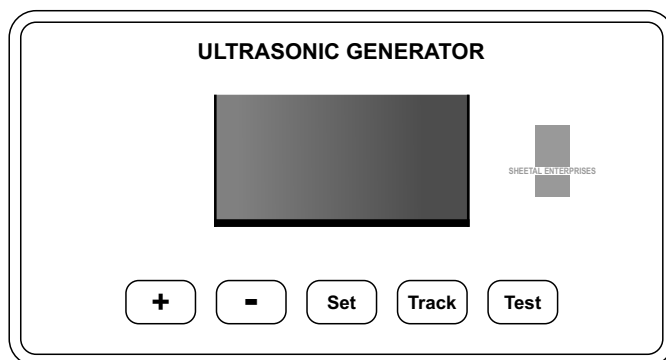 ULTRASONIC GENERATOR
SHEETAL ENTERPRISES
+ - Set Track Test